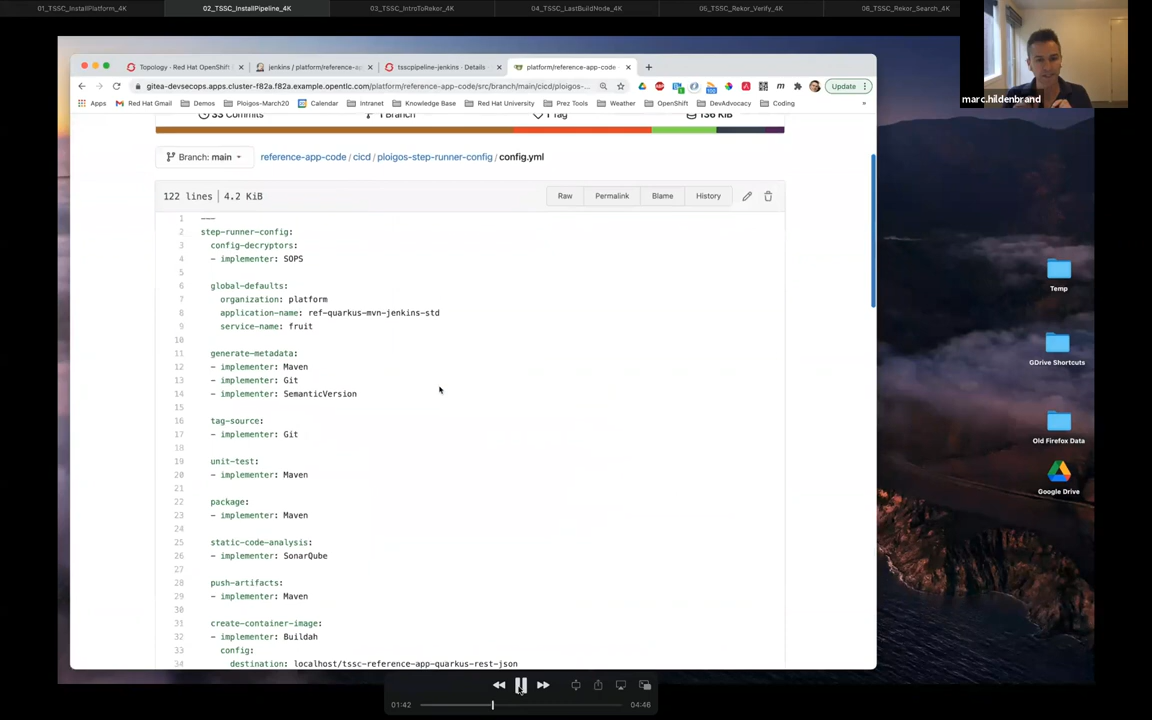 01_TSSC_InstallPlatform_4K
02_TSSC_InstallPipeline_4K
03_TSSC_IntroToRekor_4K
04_TSSC_LastBuildNode_4K
05_TSSC_Rekor_Verify_4K
06_TSSC_Rekor_Search_4K
marc.hildenbrand
Topology · Red Hat OpenShift
jenkins / platform/reference-ap
tsscpipeline-jenkins · Details
platform/reference-app-code
gitea-devsecops.apps.cluster-f82a.f82a.example.opentlc.com/platform/reference-app-code/src/branch/main/cicd/ploigos-
Update
Apps
Red Hat Gmail
Demos
Ploigos-March20
Calendar
Intranet
Knowledge Base
Red Hat University
Prez Tools
Weather
OpenShift
DevAdvocacy
Coding
»
33 Commits
1 Branch
1 Tag
136 KiB
Branch: main
reference-app-code / cicd / ploigos-step-runner-config / config.yml
122 lines | 4.2 KiB
Raw
Permalink
Blame
History
1 ---
2 step-runner-config:
3 config-decryptors:
4 - implementer: SOPS
5
6 global-defaults:
7 organization: platform
8 application-name: ref-quarkus-mvn-jenkins-std
9 service-name: fruit
10
11 generate-metadata:
12 - implementer: Maven
13 - implementer: Git
14 - implementer: SemanticVersion
15
16 tag-source:
17 - implementer: Git
18
19 unit-test:
20 - implementer: Maven
21
22 package:
23 - implementer: Maven
24
25 static-code-analysis:
26 - implementer: SonarQube
27
28 push-artifacts:
29 - implementer: Maven
30
31 create-container-image:
32 - implementer: Buildah
33 config:
34 destination: localhost/tssc-reference-app-quarkus-rest-json
Temp
GDrive Shortcuts
Old Firefox Data
Google Drive
01:42
04:46